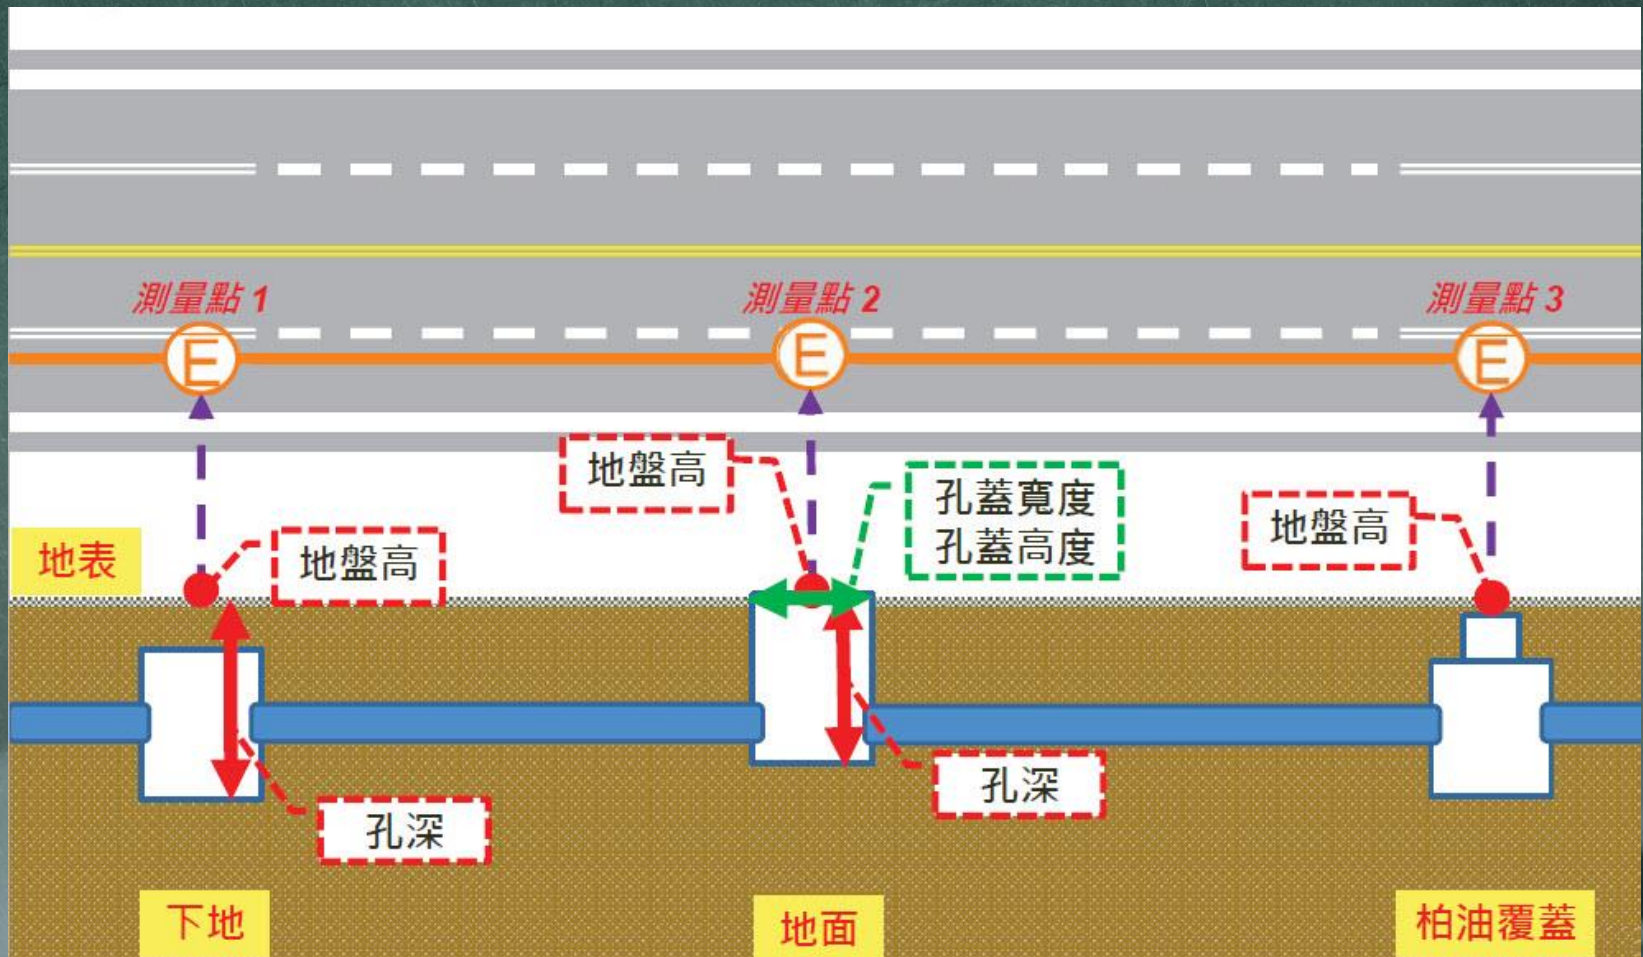 測量點 1
測量點 2
測量點 3
E
E
E
地盤高
孔蓋寬度
孔蓋高度
地盤高
地表
地盤高
孔深
孔深
下地
地面
柏油覆蓋